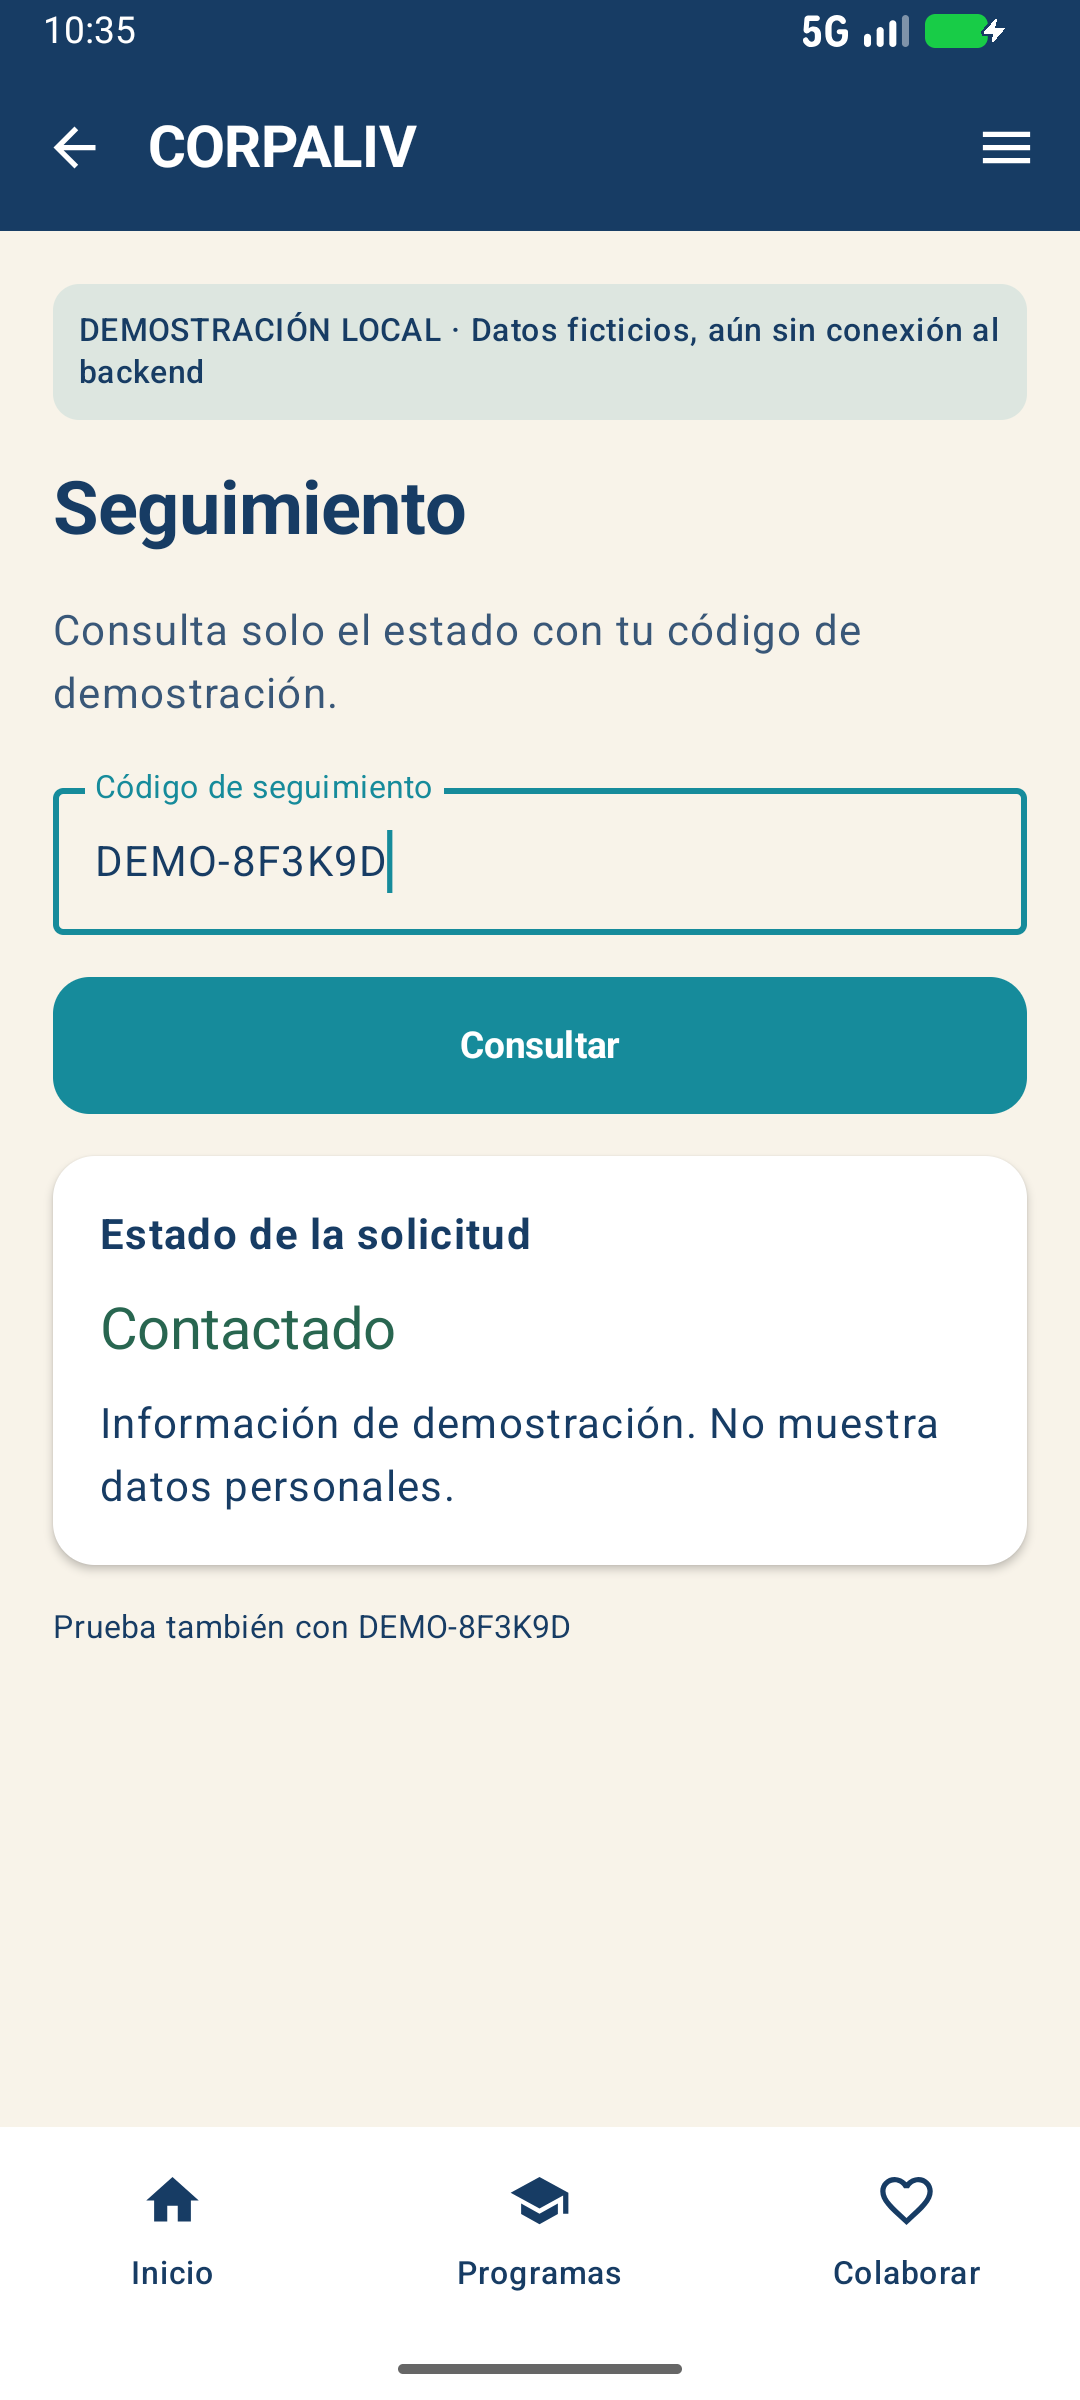 10:35
5G
CORPALIV
DEMOSTRACIÓN LOCAL · Datos ficticios, aún sin conexión al
backend
Seguimiento
Consulta solo el estado con tu código de
demostración.
Código de seguimiento
DEMO-8F3K9D
Consultar
Estado de la solicitud
Contactado
Información de demostración. No muestra
datos personales.
Prueba también con DEMO-8F3K9D
Inicio
Programas
Colaborar